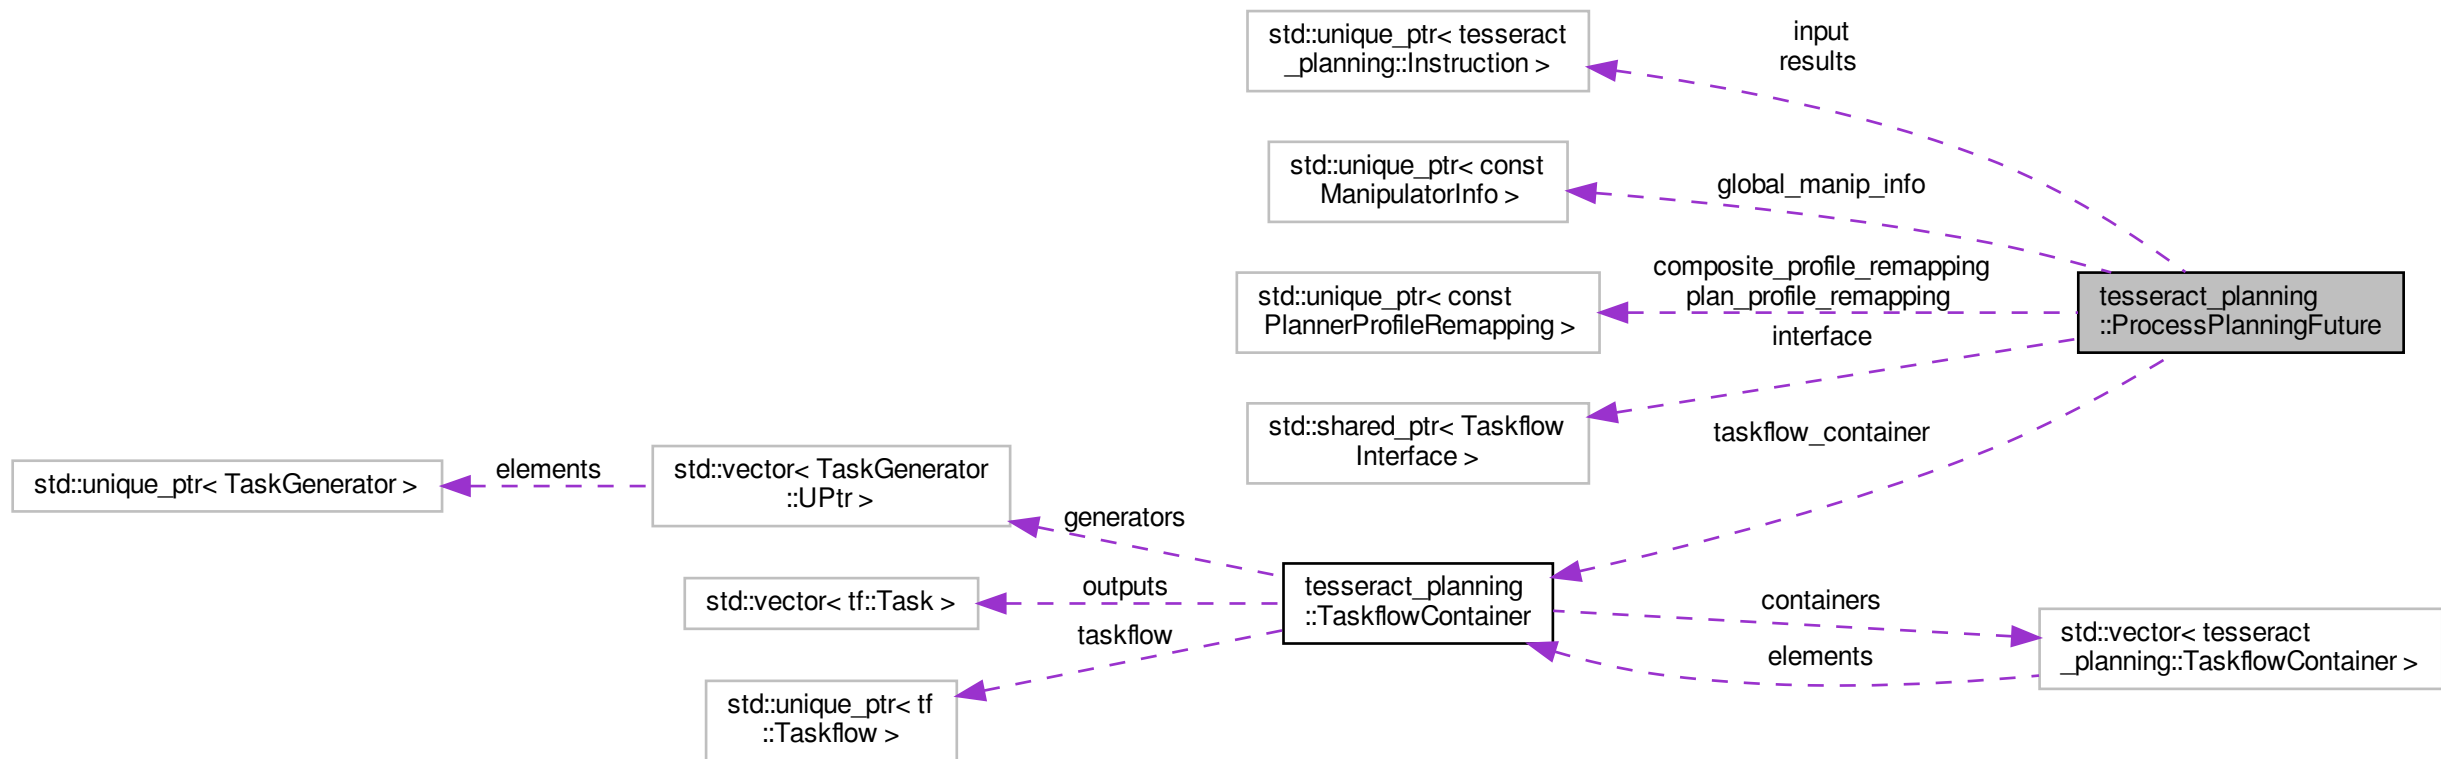 std::unique_ptr< tesseract
_planning::Instruction >
input
results
std::unique_ptr< const
ManipulatorInfo >
global_manip_info
std::unique_ptr< const
PlannerProfileRemapping >
composite_profile_remapping
plan_profile_remapping
tesseract_planning
::ProcessPlanningFuture
interface
std::shared_ptr< Taskflow
Interface >
taskflow_container
std::unique_ptr< TaskGenerator >
elements
std::vector< TaskGenerator
::UPtr >
generators
std::vector< tf::Task >
outputs
tesseract_planning
::TaskflowContainer
containers
elements
std::vector< tesseract
_planning::TaskflowContainer >
taskflow
std::unique_ptr< tf
::Taskflow >